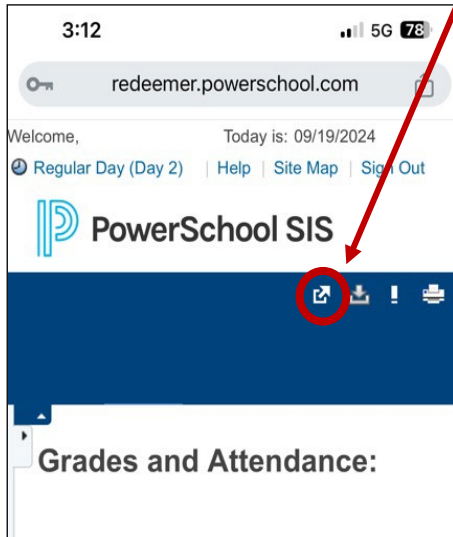 3:12 5G 78
redeemer.powerschool.com
Welcome, Today is: 09/19/2024
Regular Day (Day 2) | Help | Site Map | Sign Out
PowerSchool SIS
Grades and Attendance: